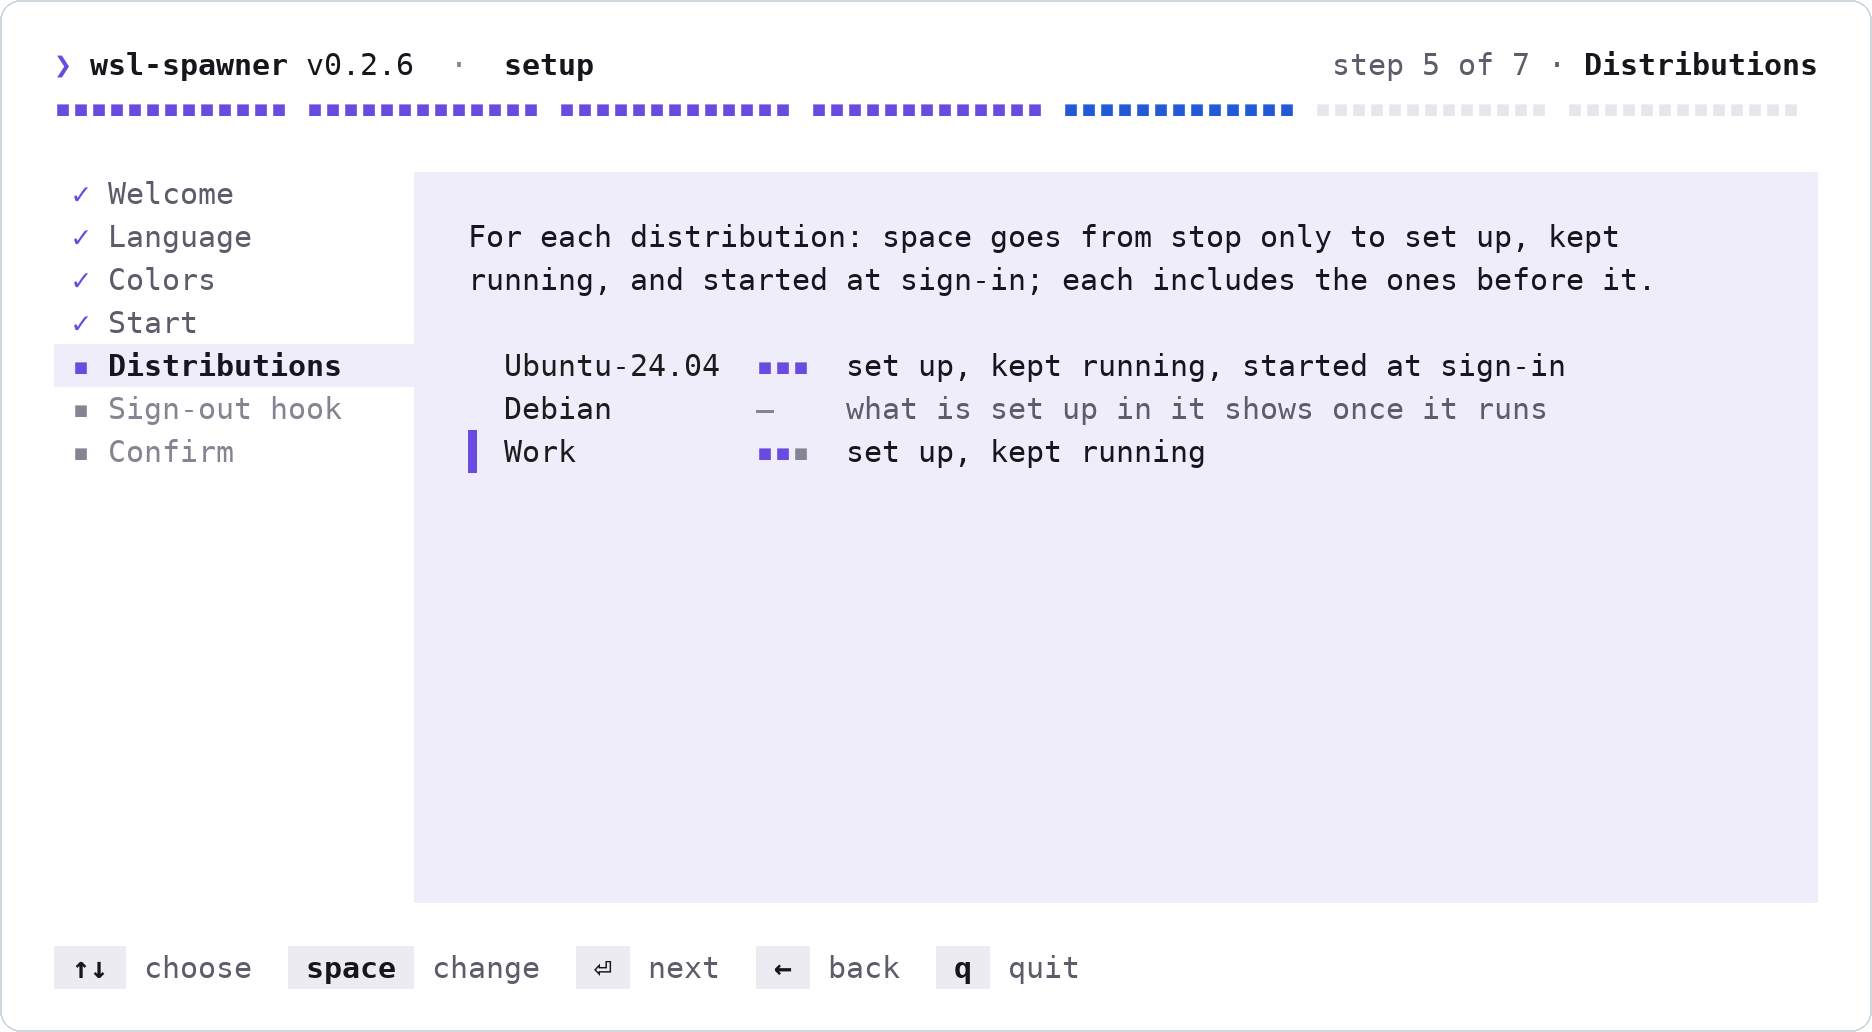 ❯ wsl-spawner v0.2.6 · setup step 5 of 7 · Distributions
✓ Welcome
✓ Language
✓ Colors
✓ Start
▪ Distributions
▪ Sign-out hook
▪ Confirm
For each distribution: space goes from stop only to set up, kept
running, and started at sign-in; each includes the ones before it.
Ubuntu-24.04 ▪▪▪ set up, kept running, started at sign-in
Debian – what is set up in it shows once it runs
Work ▪▪▪ set up, kept running
↑↓ choose space change ⏎ next ← back q quit